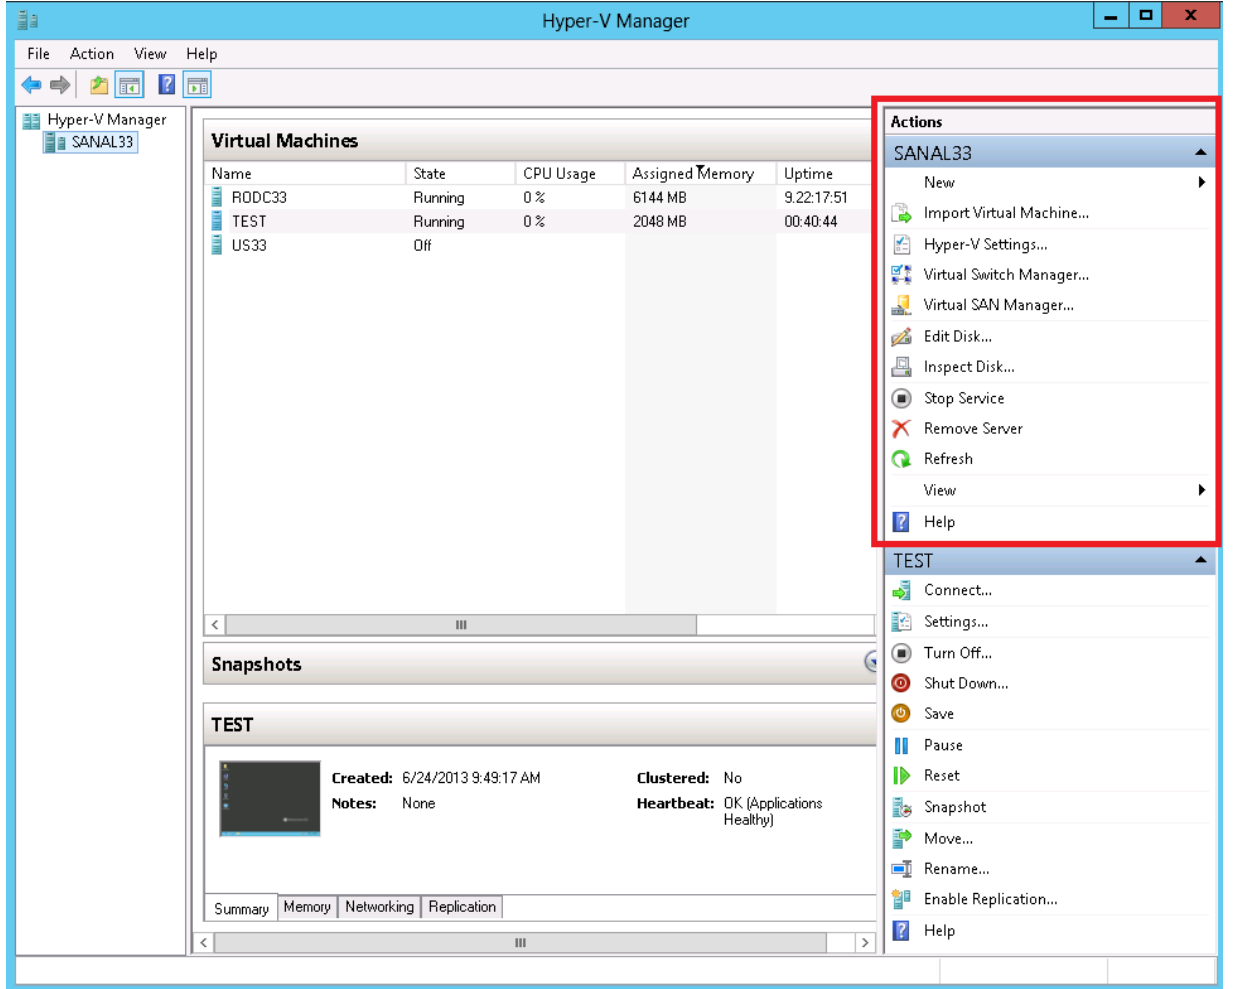 Hyper-V Manager
File Action View Help
Hyper-V Manager
SANAL33
Virtual Machines
Name State CPU Usage Assigned Memory Uptime
RODC33 Running 0 % 6144 MB 9.22:17:51
TEST Running 0 % 2048 MB 00:40:44
US33 Off
Snapshots
TEST
Created: 6/24/2013 9:49:17 AM Clustered: No
Notes: None Heartbeat: OK (Applications
Healthy)
Summary Memory Networking Replication
Actions
SANAL33
New
Import Virtual Machine...
Hyper-V Settings...
Virtual Switch Manager...
Virtual SAN Manager...
Edit Disk...
Inspect Disk...
Stop Service
Remove Server
Refresh
View
Help
TEST
Connect...
Settings...
Turn Off...
Shut Down...
Save
Pause
Reset
Snapshot
Move...
Rename...
Enable Replication...
Help